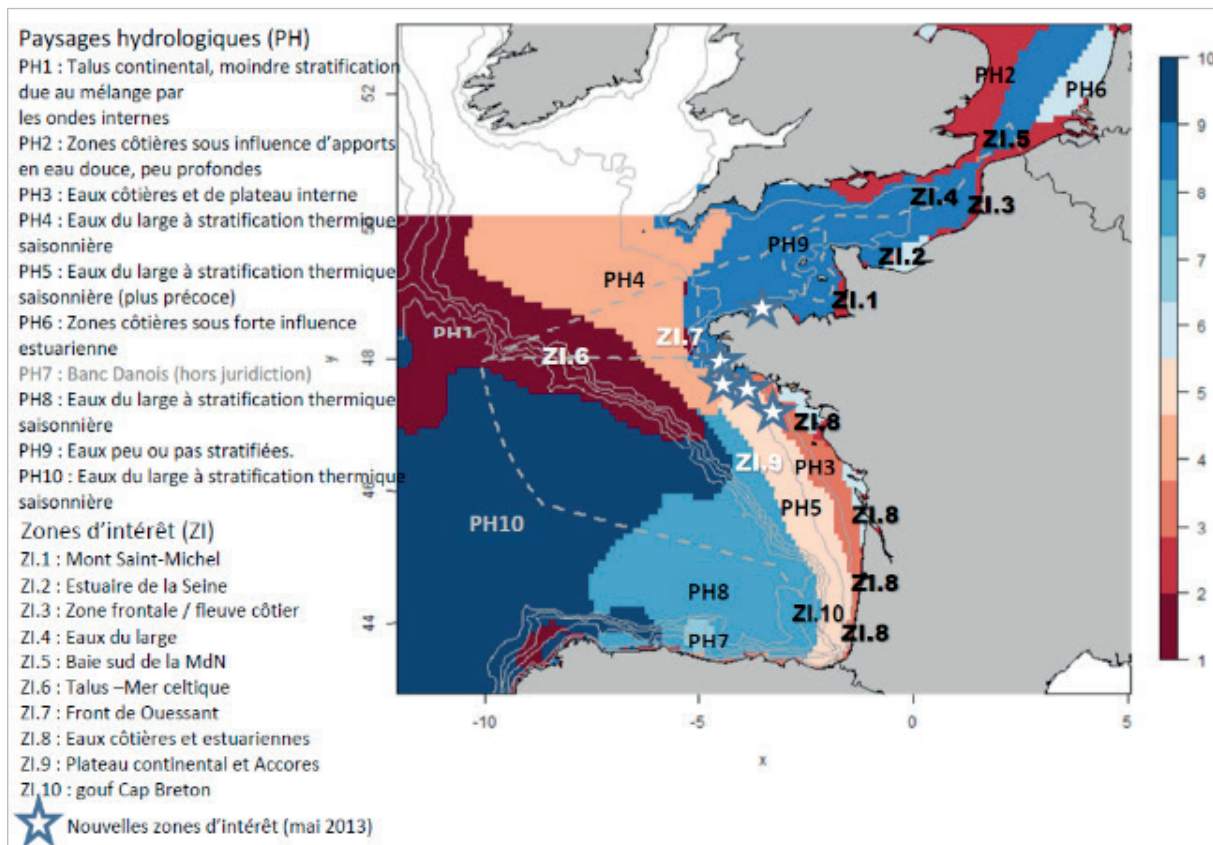 Paysages hydrologiques (PH)
PH1 : Talus continental, moindre stratification
due au mélange par
les ondes internes
PH2 : Zones côtières sous influence d'apports
en eau douce, peu profondes
PH3 : Eaux côtières et de plateau interne
PH4 : Eaux du large à stratification thermique
saisonnière
PH5 : Eaux du large à stratification thermique
saisonnière (plus précoce)
PH6 : Zones côtières sous forte influence
estuarienne
PH7 : Banc Danois (hors juridiction)
PH8 : Eaux du large à stratification thermique
saisonnière
PH9 : Eaux peu ou pas stratifiées.
PH10 : Eaux du large à stratification thermique
saisonnière
Zones d'intérêt (ZI)
ZI.1 : Mont Saint-Michel
ZI.2 : Estuaire de la Seine
ZI.3 : Zone frontale / fleuve côtier
ZI.4 : Eaux du large
ZI.5 : Baie sud de la MdN
ZI.6 : Talus –Mer celtique
ZI.7 : Front de Ouessant
ZI.8 : Eaux côtières et estuariennes
ZI.9 : Plateau continental et Accores
ZI.10 : gouf Cap Breton
Nouvelles zones d'intérêt (mai 2013)
52
48
46
44
y
-10
-5
0
5
x
PH2
PH6
ZI.5
ZI.4
ZI.3
PH9
ZI.2
PH4
ZI.1
PH1
ZI.7
ZI.6
ZI.8
ZI.9
PH3
PH5
PH10
ZI.8
PH8
ZI.8
ZI.10
PH7
ZI.8
10
9
8
7
6
5
4
3
2
1